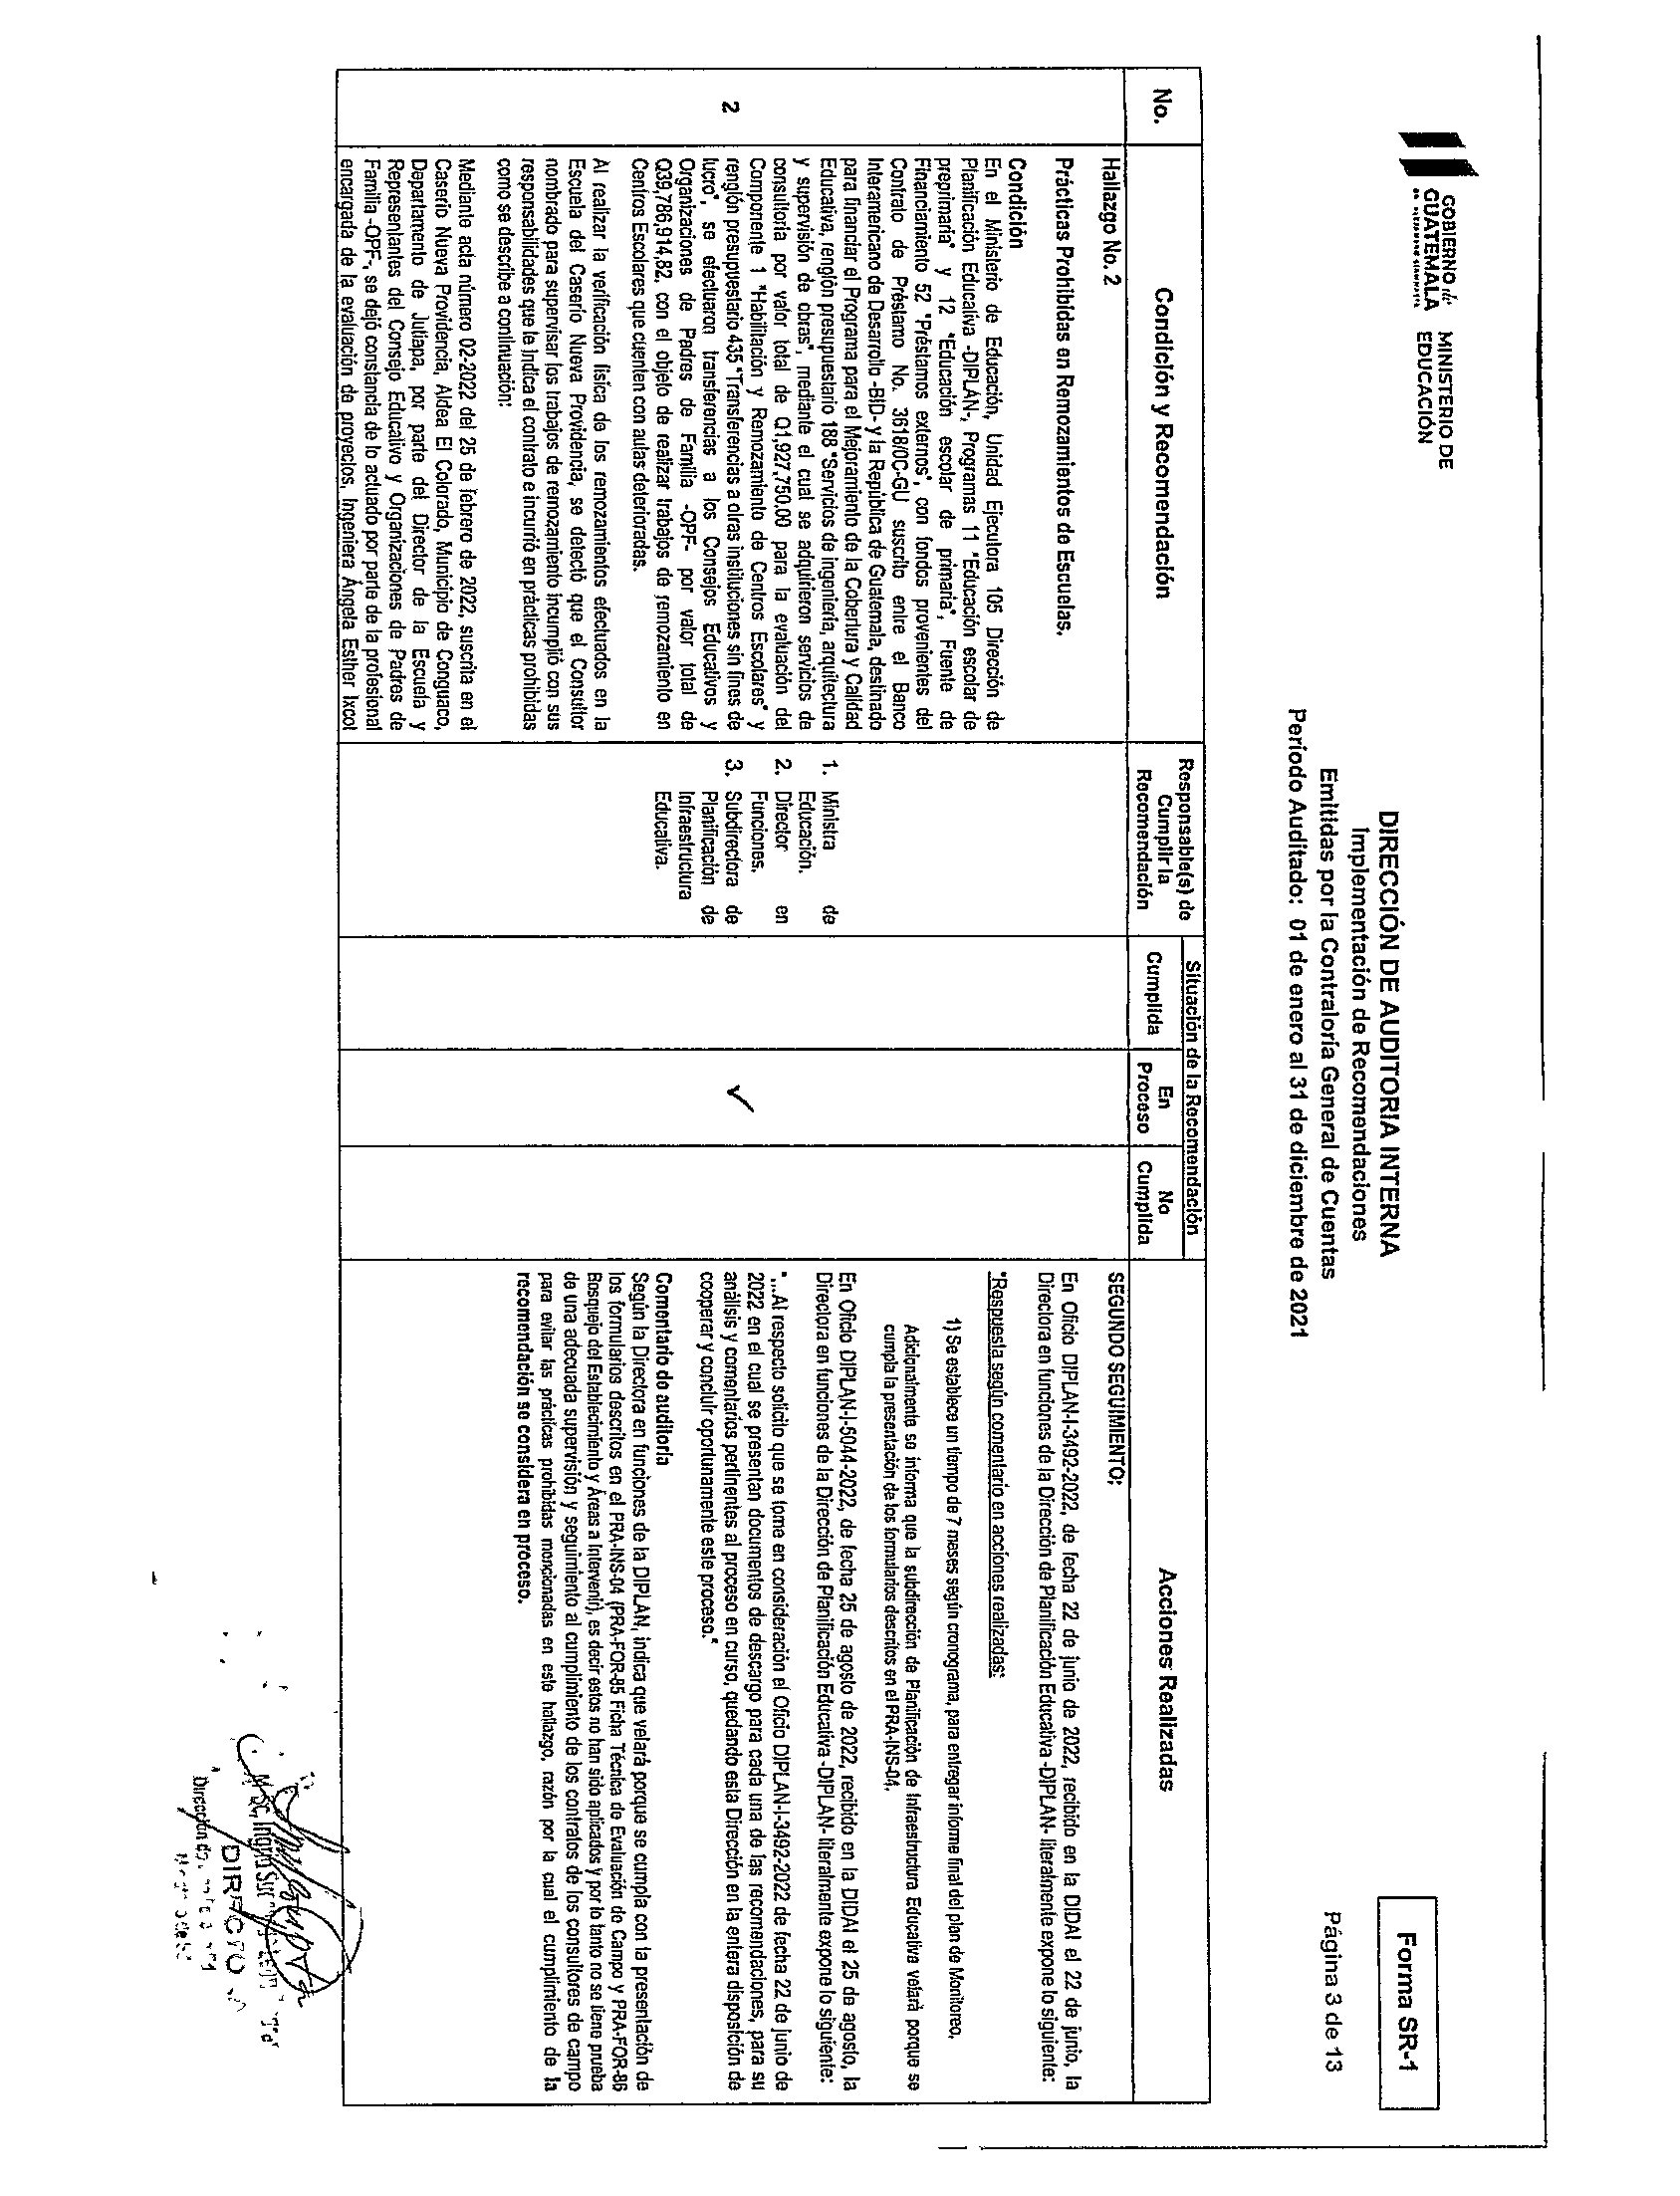 GOBIERNO de
GUATEMALA
MINISTERIO DE
EDUCACIÓN
DIRECCIÓN DE AUDITORIA INTERNA
Implementación de Recomendaciones
Emitidas por la Contraloría General de Cuentas
Período Auditado: 01 de enero al 31 de diciembre de 2021
Forma SR-1
Página 3 de 13
No.
Condición y Recomendación
Responsable(s) de
Cumplir la
Recomendación
Situación de la Recomendación
Cumplida
En
Proceso
No
Cumplida
Acciones Realizadas
2
Hallazgo No. 2
Prácticas Prohibidas en Remozamientos de Escuelas.
Condición
En el Ministerio de Educación, Unidad Ejecutora 105 Dirección de
Planificación Educativa -DIPLÁN-, Programas 11 "Educación escolar de
preprimaria" y 12 "Educación escolar de primaria", Fuente de
Financiamiento 52 "Préstamos externos", con fondos provenientes del
Contrato de Préstamo No. 3618/0C-GU suscrito entre el Banco
Interamericano de Desarrollo -BID- y la República de Guatemala, destinado
para financiar el Programa para el Mejoramiento de la Cobertura y Calidad
Educativa, renglón presupuestario 188 "Servicios de ingeniería, arquitectura
y supervisión de obras", mediante el cual se adquirieron servicios de
consultoría por valor total de Q1,927,750.00 para la evaluación del
Componente 1 "Habilitación y Remozamiento de Centros Escolares" y
renglón presupuestario 435 "Transferencias a otras instituciones sin fines de
lucro", se efectuaron transferencias a los Consejos Educativos y
Organizaciones de Padres de Familia -OPF- por valor total de
Q39,786,914.82, con el objeto de realizar trabajos de remozamiento en
Centros Escolares que cuenten con aulas deterioradas.
Al realizar la verificación física de los remozamientos efectuados en la
Escuela del Caserío Nueva Providencia, se detectó que el Consultor
nombrado para supervisar los trabajos de remozamiento incumplió con sus
responsabilidades que le indica el contrato e incurrió en prácticas prohibidas
como se describe a continuación:
Mediante acta número 02-2022 del 25 de febrero de 2022, suscrita en el
Caserío Nueva Providencia, Aldea El Colorado, Municipio de Conguaco,
Departamento de Jutiapa, por parte del Director de la Escuela y
Representantes del Consejo Educativo y Organizaciones de Padres de
Familia -OPF-, se dejó constancia de lo actuado por parte de la profesional
encargada de la evaluación de proyectos, Ingeniera Ángela Esther Ixcot
1. Ministra de
Educación.
2. Director en
Funciones.
3. Subdirectora de
Planificación de
Infraestructura
Educativa.
✓
SEGUNDO SEGUIMIENTO:
En Oficio DIPLAN-I-3492-2022, de fecha 22 de junio de 2022, recibido en la DIDAI el 22 de junio, la
Directora en funciones de la Dirección de Planificación Educativa -DIPLAN- literalmente expone lo siguiente:
"Respuesta según comentario en acciones realizadas:
1) Se establece un tiempo de 7 meses según cronograma, para entregar informe final del plan de Monitoreo.
Adicionalmente se informa que la subdirección de Planificación de Infraestructura Educativa velará porque se
cumpla la presentación de los formularios descritos en el PRA-INS-04.
En Oficio DIPLAN-I-5044-2022, de fecha 25 de agosto de 2022, recibido en la DIDAI el 25 de agosto, la
Directora en funciones de la Dirección de Planificación Educativa -DIPLAN- literalmente expone lo siguiente:
"...Al respecto solicito que se tome en consideración el Oficio DIPLAN-I-3492-2022 de fecha 22 de junio de
2022 en el cual se presentan documentos de descargo para cada una de las recomendaciones, para su
análisis y comentarios pertinentes al proceso en curso, quedando esta Dirección en la entera disposición de
cooperar y concluir oportunamente este proceso."
Comentario de auditoría
Según la Directora en funciones de la DIPLAN, indica que velará porque se cumpla con la presentación de
los formularios descritos en el PRA-INS-04 (PRA-FOR-85 Ficha Técnica de Evaluación de Campo y PRA-FOR-86
Bosquejo del Establecimiento y Áreas a Intervenir), es decir estos no han sido aplicados y por lo tanto no se tiene prueba
de una adecuada supervisión y seguimiento al cumplimiento de los contratos de los consultores de campo
para evitar las prácticas prohibidas mencionadas en este hallazgo, razón por la cual el cumplimiento de la
recomendación se considera en proceso.
Dirección de